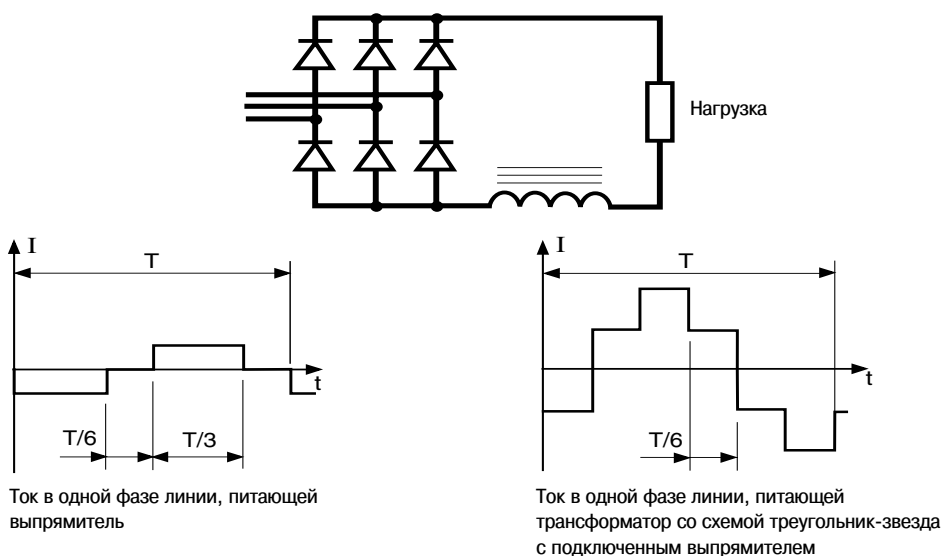 Нагрузка
I
T
t
T/6
T/3
Ток в одной фазе линии, питающей
выпрямитель
I
T
t
T/6
Ток в одной фазе линии, питающей
трансформатор со схемой треугольник-звезда
с подключенным выпрямителем